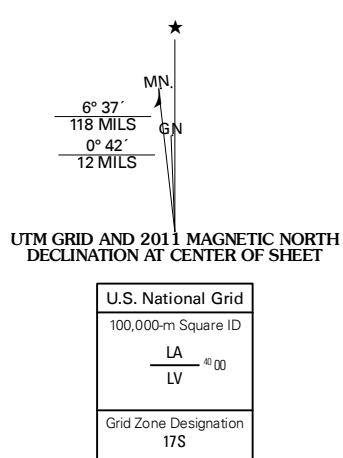 ★
MN.
6° 37´
118 MILS
GN
0° 42´
12 MILS
UTM GRID AND 2011 MAGNETIC NORTH
DECLINATION AT CENTER OF SHEET
U.S. National Grid
100,000-m Square ID
LA
40 00
LV
Grid Zone Designation
17S